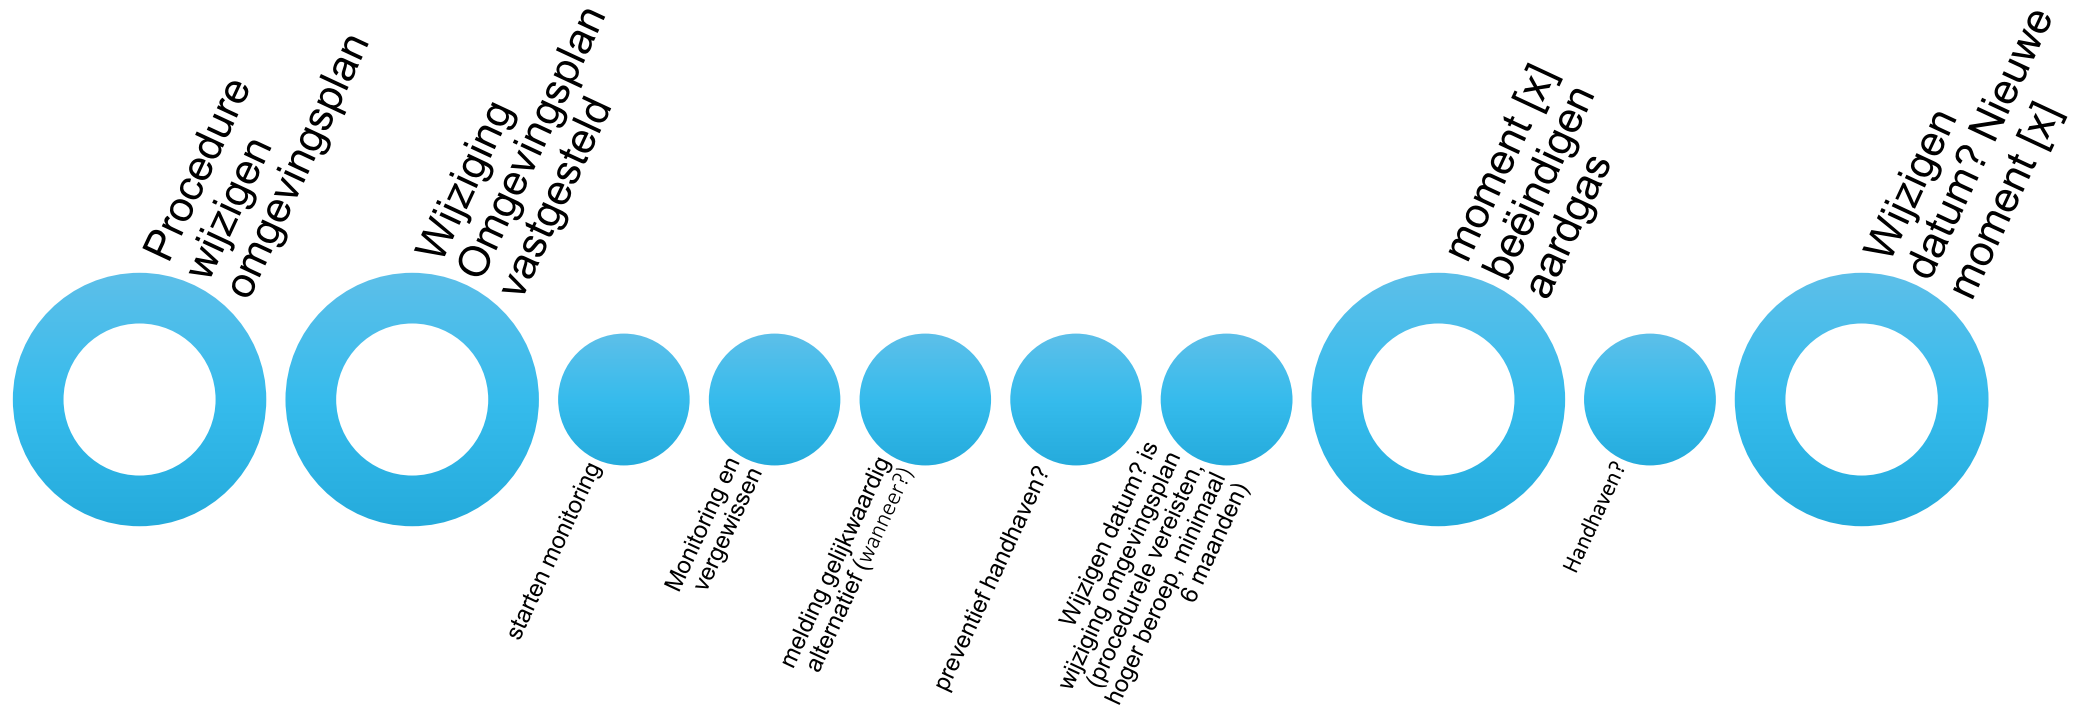 Procedure
wijzigen
omgevingsplan
Wijziging
Omgevingsplan
vastgesteld
starten monitoring
Monitoring en
vergewissen
melding gelijkwaardig
alternatief (wanneer?)
preventief handhaven?
Wijzigen datum? is
wijziging omgevingsplan
(procedurele vereisten,
hoger beroep, minimaal
6 maanden)
moment [x]
beëindigen
aardgas
Handhaven?
Wijzigen
datum? Nieuwe
moment [x]